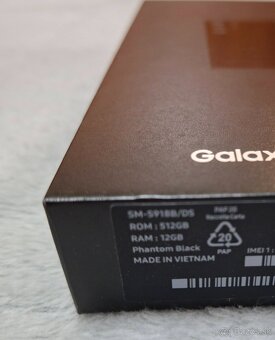 Galax
SM-S918B/DS
ROM : 512GB
RAM : 12GB
Phantom Black
MADE IN VIETNAM
PAP 20
Raccolta Carta
20
PAP
IMEI 1 :